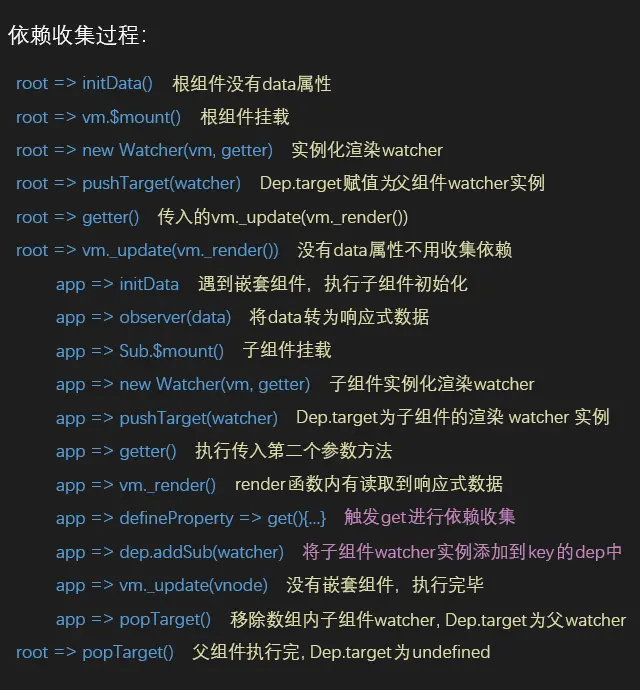 依赖收集过程:
root => initData() 根组件没有data属性
root => vm.$mount() 根组件挂载
root => new Watcher(vm, getter) 实例化渲染watcher
root => pushTarget(watcher) Dep.target赋值为父组件watcher实例
root => getter() 传入的vm._update(vm._render())
root => vm._update(vm._render()) 没有data属性不用收集依赖
app => initData 遇到嵌套组件，执行子组件初始化
app => observer(data) 将data转为响应式数据
app => Sub.$mount() 子组件挂载
app => new Watcher(vm, getter) 子组件实例化渲染watcher
app => pushTarget(watcher) Dep.target为子组件的渲染 watcher 实例
app => getter() 执行传入第二个参数方法
app => vm._render() render函数内有读取到响应式数据
app => defineProperty => get(){...} 触发get进行依赖收集
app => dep.addSub(watcher) 将子组件watcher实例添加到key的dep中
app => vm._update(vnode) 没有嵌套组件，执行完毕
app => popTarget() 移除数组内子组件watcher, Dep.target为父watcher
root => popTarget() 父组件执行完, Dep.target为undefined